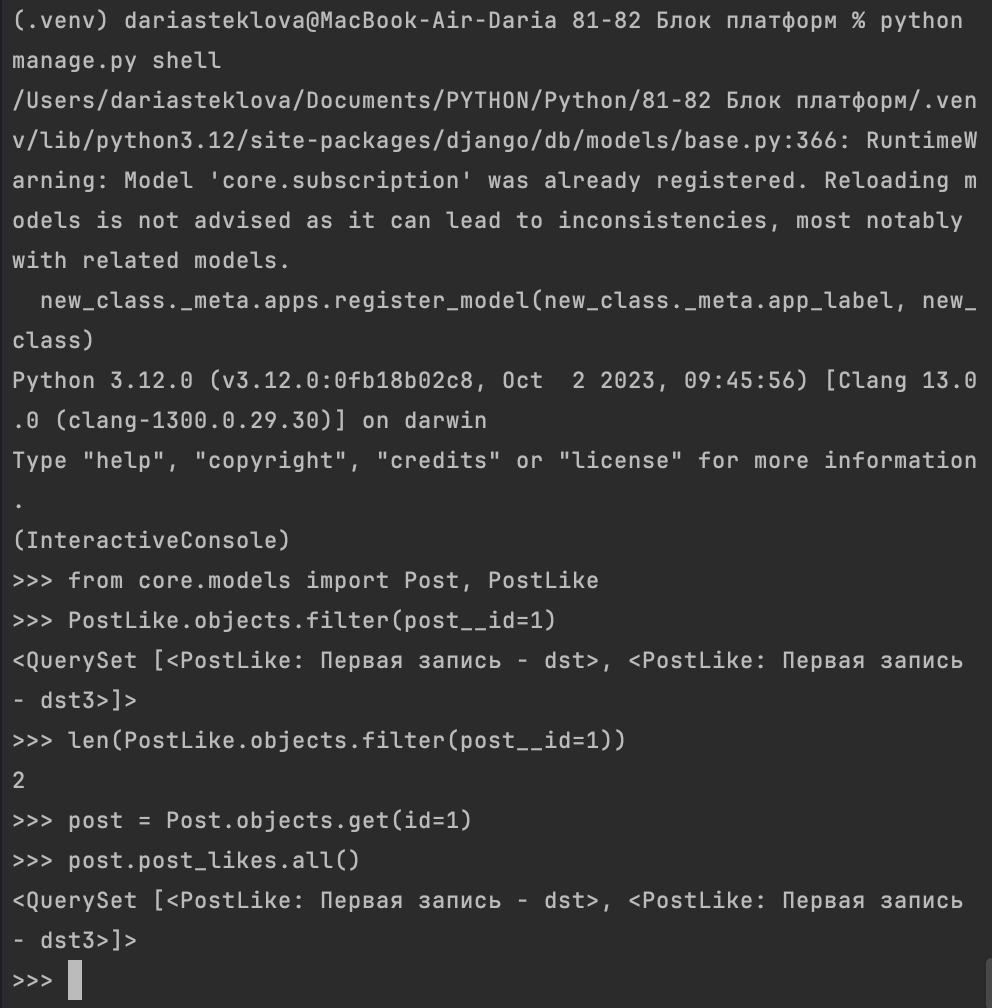 (.venv) dariasteklova@MacBook-Air-Daria 81-82 Блок платформ % python
manage.py shell
/Users/dariasteklova/Documents/PYTHON/Python/81-82 Блок платформ/.ven
v/lib/python3.12/site-packages/django/db/models/base.py:366: RuntimeW
arning: Model 'core.subscription' was already registered. Reloading m
odels is not advised as it can lead to inconsistencies, most notably
with related models.
  new_class._meta.apps.register_model(new_class._meta.app_label, new_
class)
Python 3.12.0 (v3.12.0:0fb18b02c8, Oct  2 2023, 09:45:56) [Clang 13.0
.0 (clang-1300.0.29.30)] on darwin
Type "help", "copyright", "credits" or "license" for more information
.
(InteractiveConsole)
>>> from core.models import Post, PostLike
>>> PostLike.objects.filter(post__id=1)
<QuerySet [<PostLike: Первая запись - dst>, <PostLike: Первая запись
- dst3>]>
>>> len(PostLike.objects.filter(post__id=1))
2
>>> post = Post.objects.get(id=1)
>>> post.post_likes.all()
<QuerySet [<PostLike: Первая запись - dst>, <PostLike: Первая запись
- dst3>]>
>>>